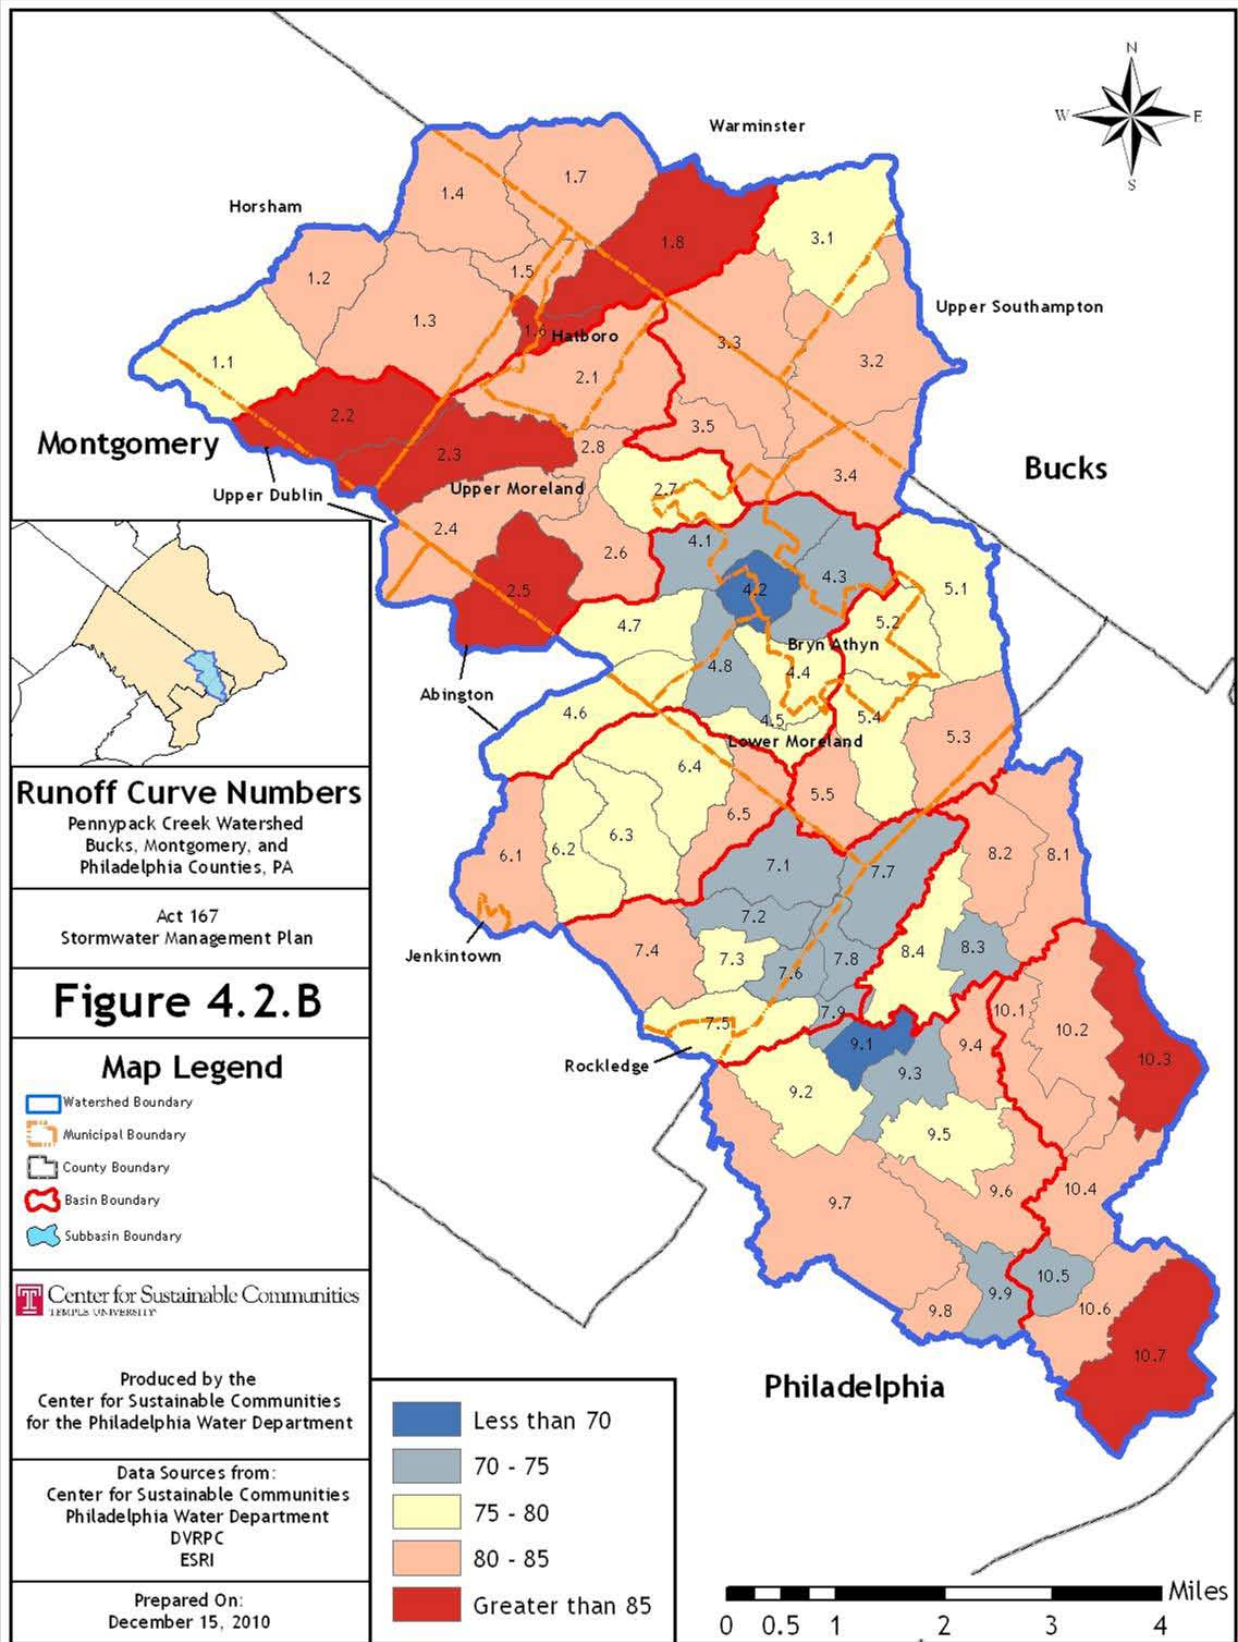 N
W
E
S
Warminster
1.7
1.4
Horsham
1.8
3.1
1.5
1.2
Upper Southampton
1.3
1.6
Hatboro
3.3
1.1
3.2
2.1
2.2
3.5
Montgomery
2.8
2.3
Bucks
3.4
Upper Moreland
2.7
Upper Dublin
2.4
4.1
2.6
4.3
4.2
2.5
5.1
4.7
5.2
Bryn Athyn
4.8
4.4
Abington
4.6
4.5
5.4
Lower Moreland
5.3
6.4
5.5
6.5
6.3
6.2
6.1
8.2
8.1
7.1
7.7
7.2
7.4
8.3
8.4
Jenkintown
7.3
7.8
7.6
7.9
10.1
7.5
10.2
9.1
9.4
10.3
Rockledge
9.3
9.2
9.5
10.4
9.6
9.7
10.5
9.9
10.6
9.8
10.7
Philadelphia
Runoff Curve Numbers
Pennypack Creek Watershed
Bucks, Montgomery, and
Philadelphia Counties, PA
Act 167
Stormwater Management Plan
Figure 4.2.B
Map Legend
Watershed Boundary
Municipal Boundary
County Boundary
Basin Boundary
Subbasin Boundary
T Center for Sustainable Communities
TEMPLE UNIVERSITY
Produced by the
Center for Sustainable Communities
for the Philadelphia Water Department
Data Sources from:
Center for Sustainable Communities
Philadelphia Water Department
DVRPC
ESRI
Prepared On:
December 15, 2010
Less than 70
70 - 75
75 - 80
80 - 85
Greater than 85
Miles
0 0.5 1 2 3 4